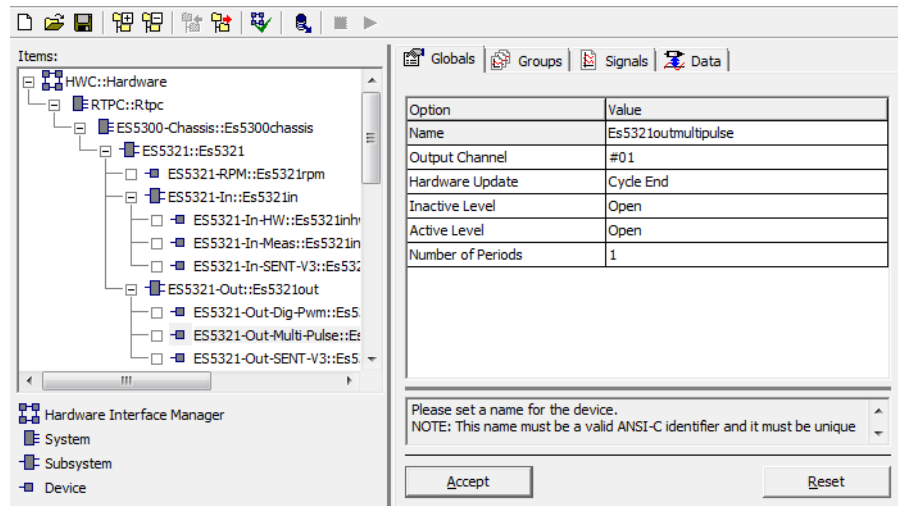 Items:
HWC::Hardware
RTPC::Rtpc
ES5300-Chassis::Es5300chassis
ES5321::Es5321
ES5321-RPM::Es5321rpm
ES5321-In::Es5321in
ES5321-In-HW::Es5321inh
ES5321-In-Meas::Es5321in
ES5321-In-SENT-V3::Es532
ES5321-Out::Es5321out
ES5321-Out-Dig-Pwm::Es5
ES5321-Out-Multi-Pulse::Es
ES5321-Out-SENT-V3::Es5
Hardware Interface Manager
System
Subsystem
Device
Globals Groups Signals Data
Option Value
Name Es5321outmultipulse
Output Channel #01
Hardware Update Cycle End
Inactive Level Open
Active Level Open
Number of Periods 1
Please set a name for the device.
NOTE: This name must be a valid ANSI-C identifier and it must be unique
Accept Reset